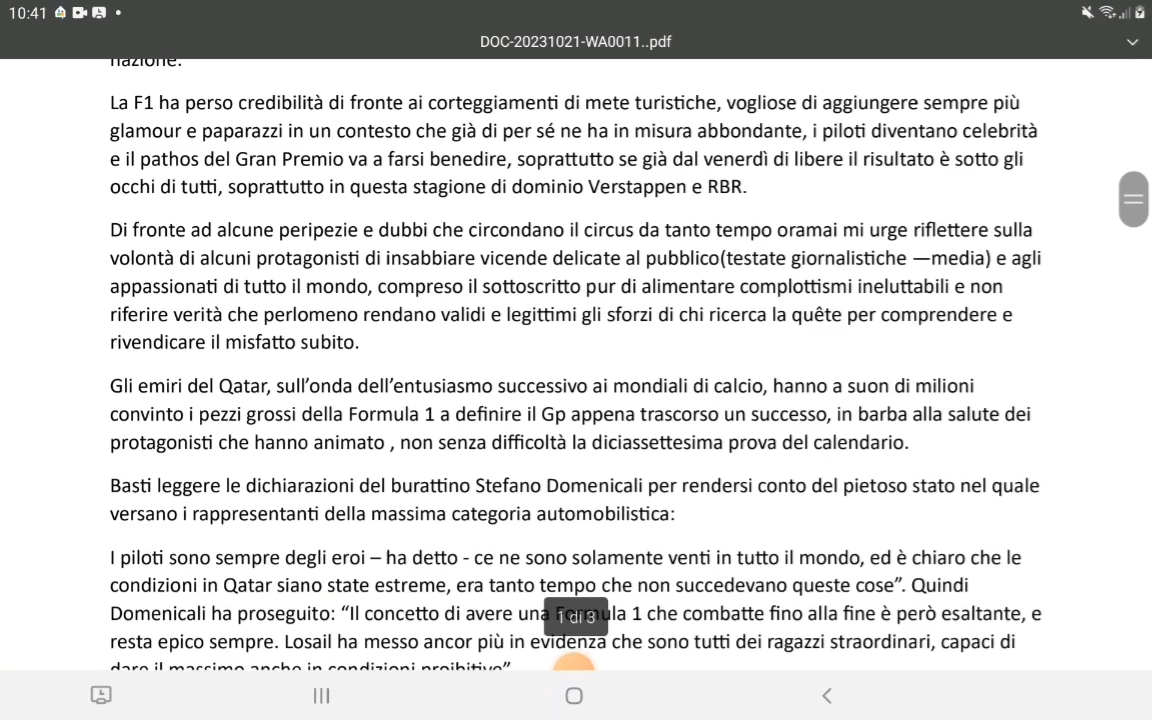 10:41
DOC-20231021-WA0011..pdf
nazione.
La F1 ha perso credibilità di fronte ai corteggiamenti di mete turistiche, vogliose di aggiungere sempre più
glamour e paparazzi in un contesto che già di per sé ne ha in misura abbondante, i piloti diventano celebrità
e il pathos del Gran Premio va a farsi benedire, soprattutto se già dal venerdì di libere il risultato è sotto gli
occhi di tutti, soprattutto in questa stagione di dominio Verstappen e RBR.
Di fronte ad alcune peripezie e dubbi che circondano il circus da tanto tempo oramai mi urge riflettere sulla
volontà di alcuni protagonisti di insabbiare vicende delicate al pubblico(testate giornalistiche —media) e agli
appassionati di tutto il mondo, compreso il sottoscritto pur di alimentare complottismi ineluttabili e non
riferire verità che perlomeno rendano validi e legittimi gli sforzi di chi ricerca la quête per comprendere e
rivendicare il misfatto subito.
Gli emiri del Qatar, sull’onda dell’entusiasmo successivo ai mondiali di calcio, hanno a suon di milioni
convinto i pezzi grossi della Formula 1 a definire il Gp appena trascorso un successo, in barba alla salute dei
protagonisti che hanno animato , non senza difficoltà la diciassettesima prova del calendario.
Basti leggere le dichiarazioni del burattino Stefano Domenicali per rendersi conto del pietoso stato nel quale
versano i rappresentanti della massima categoria automobilistica:
I piloti sono sempre degli eroi – ha detto - ce ne sono solamente venti in tutto il mondo, ed è chiaro che le
condizioni in Qatar siano state estreme, era tanto tempo che non succedevano queste cose”. Quindi
Domenicali ha proseguito: “Il concetto di avere una Formula 1 che combatte fino alla fine è però esaltante, e
1 di 3
resta epico sempre. Losail ha messo ancor più in evidenza che sono tutti dei ragazzi straordinari, capaci di
dare il massimo anche in condizioni proibitive”